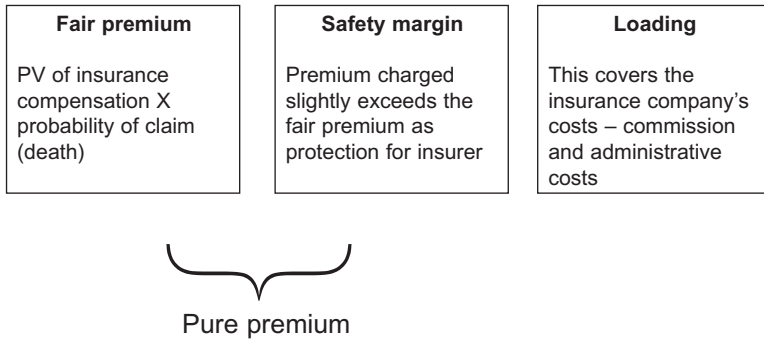 Fair premium
PV of insurance
compensation X
probability of claim
(death)
Safety margin
Premium charged
slightly exceeds the
fair premium as
protection for insurer
Loading
This covers the
insurance company's
costs – commission
and administrative
costs
Pure premium